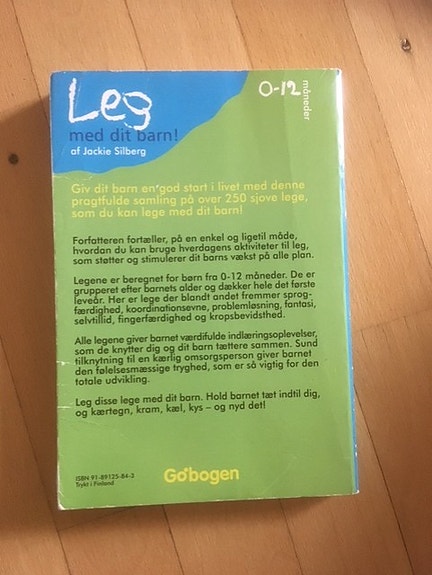 Leg
0-12
måneder
med dit barn!
af Jackie Silberg
Giv dit barn en god start i livet med denne
pragtfulde samling på over 250 sjove lege,
som du kan lege med dit barn!
Forfatteren fortæller, på en enkel og ligetil måde,
hvordan du kan bruge hverdagens aktiviteter til leg,
som støtter og stimulerer dit barns vækst på alle plan.
Legene er beregnet for børn fra 0-12 måneder. De er
grupperet efter barnets alder og dækker hele det første
leveår. Her er lege der blandt andet fremmer sprog-
færdighed, koordinationsevne, problemløsning, fantasi,
selvtillid, fingerfærdighed og kropsbevidsthed.
Alle legene giver barnet værdifulde indlæringsoplevelser,
som de knytter dig og dit barn tættere sammen. Sund
tilknytning til en kærlig omsorgsperson giver barnet
den følelsesmæssige tryghed, som er så vigtig for den
totale udvikling.
Leg disse lege med dit barn. Hold barnet tæt indtil dig,
og kærtegn, kram, kæl, kys – og nyd det!
ISBN 91-89125-84-3
Trykt i Finland
Gobogen